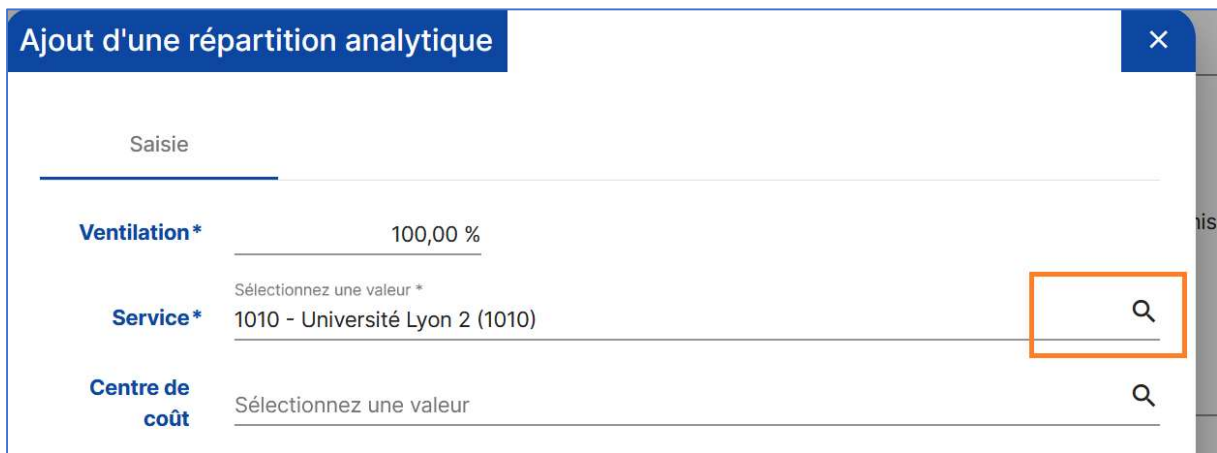 Ajout d'une répartition analytique
Saisie
Ventilation*
100,00 %
Sélectionnez une valeur *
Service*
1010 - Université Lyon 2 (1010)
Centre de
coût
Sélectionnez une valeur